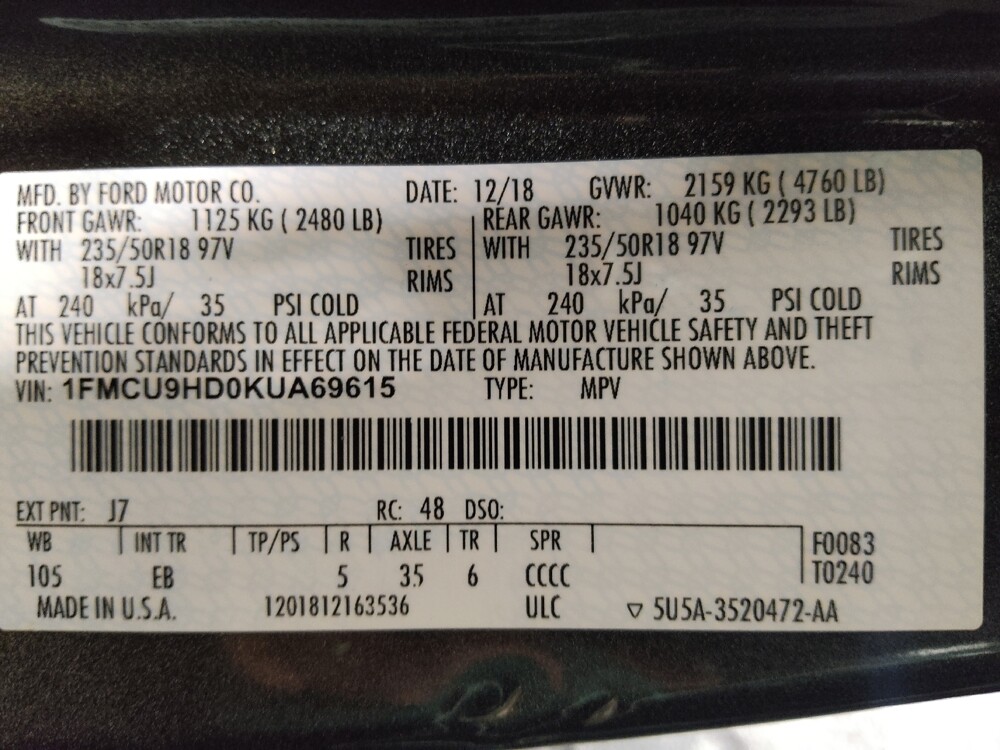 MFD. BY FORD MOTOR CO. DATE: 12/18 GVWR: 2159 KG ( 4760 LB)
FRONT GAWR: 1125 KG ( 2480 LB) REAR GAWR: 1040 KG ( 2293 LB)
WITH 235/50R18 97V TIRES WITH 235/50R18 97V TIRES
18x7.5J RIMS 18x7.5J RIMS
AT 240 kPa/ 35 PSI COLD AT 240 kPa/ 35 PSI COLD
THIS VEHICLE CONFORMS TO ALL APPLICABLE FEDERAL MOTOR VEHICLE SAFETY AND THEFT
PREVENTION STANDARDS IN EFFECT ON THE DATE OF MANUFACTURE SHOWN ABOVE.
VIN: 1FMCU9HD0KUA69615 TYPE: MPV
EXT PNT: J7 RC: 48 DSO:
WB INT TR TP/PS R AXLE TR SPR F0083
105 EB 5 35 6 CCCC T0240
MADE IN U.S.A. 1201812163536 ULC ▽ 5U5A-3520472-AA